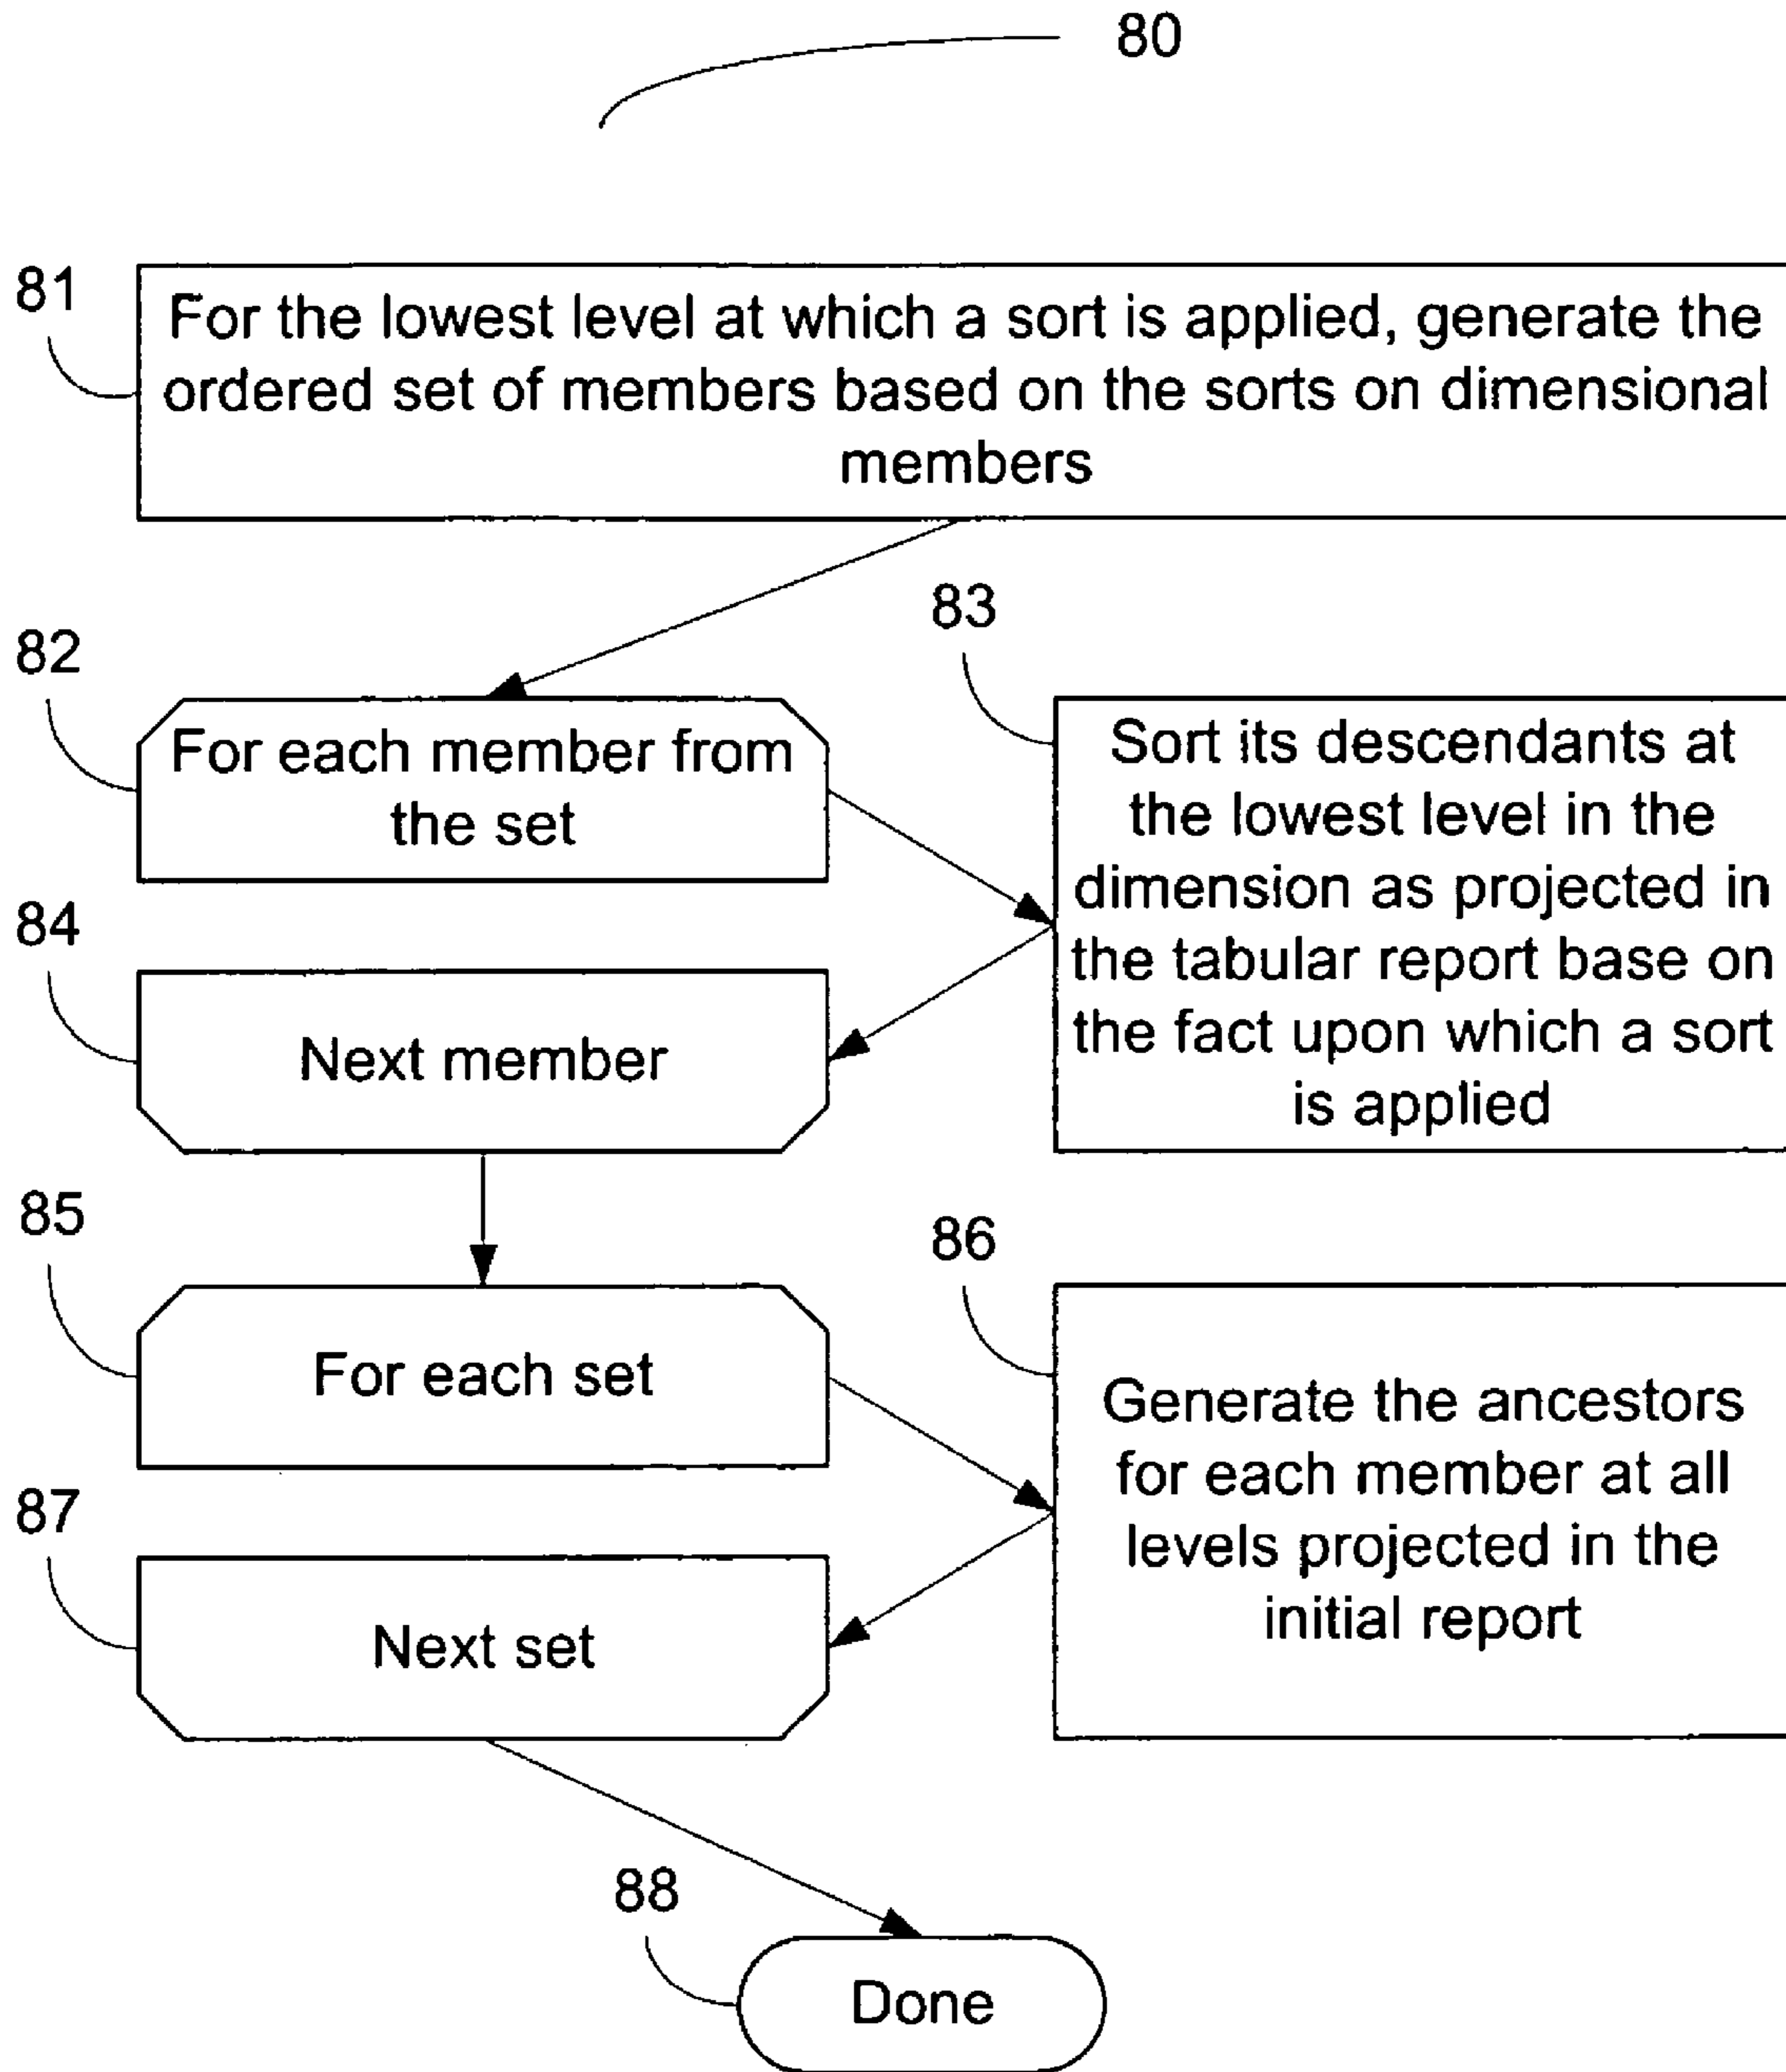 80
81
For the lowest level at which a sort is applied, generate the
ordered set of members based on the sorts on dimensional
members
82
For each member from
the set
83
Sort its descendants at
the lowest level in the
dimension as projected in
the tabular report base on
the fact upon which a sort
is applied
84
Next member
85
For each set
86
Generate the ancestors
for each member at all
levels projected in the
initial report
87
Next set
88
Done